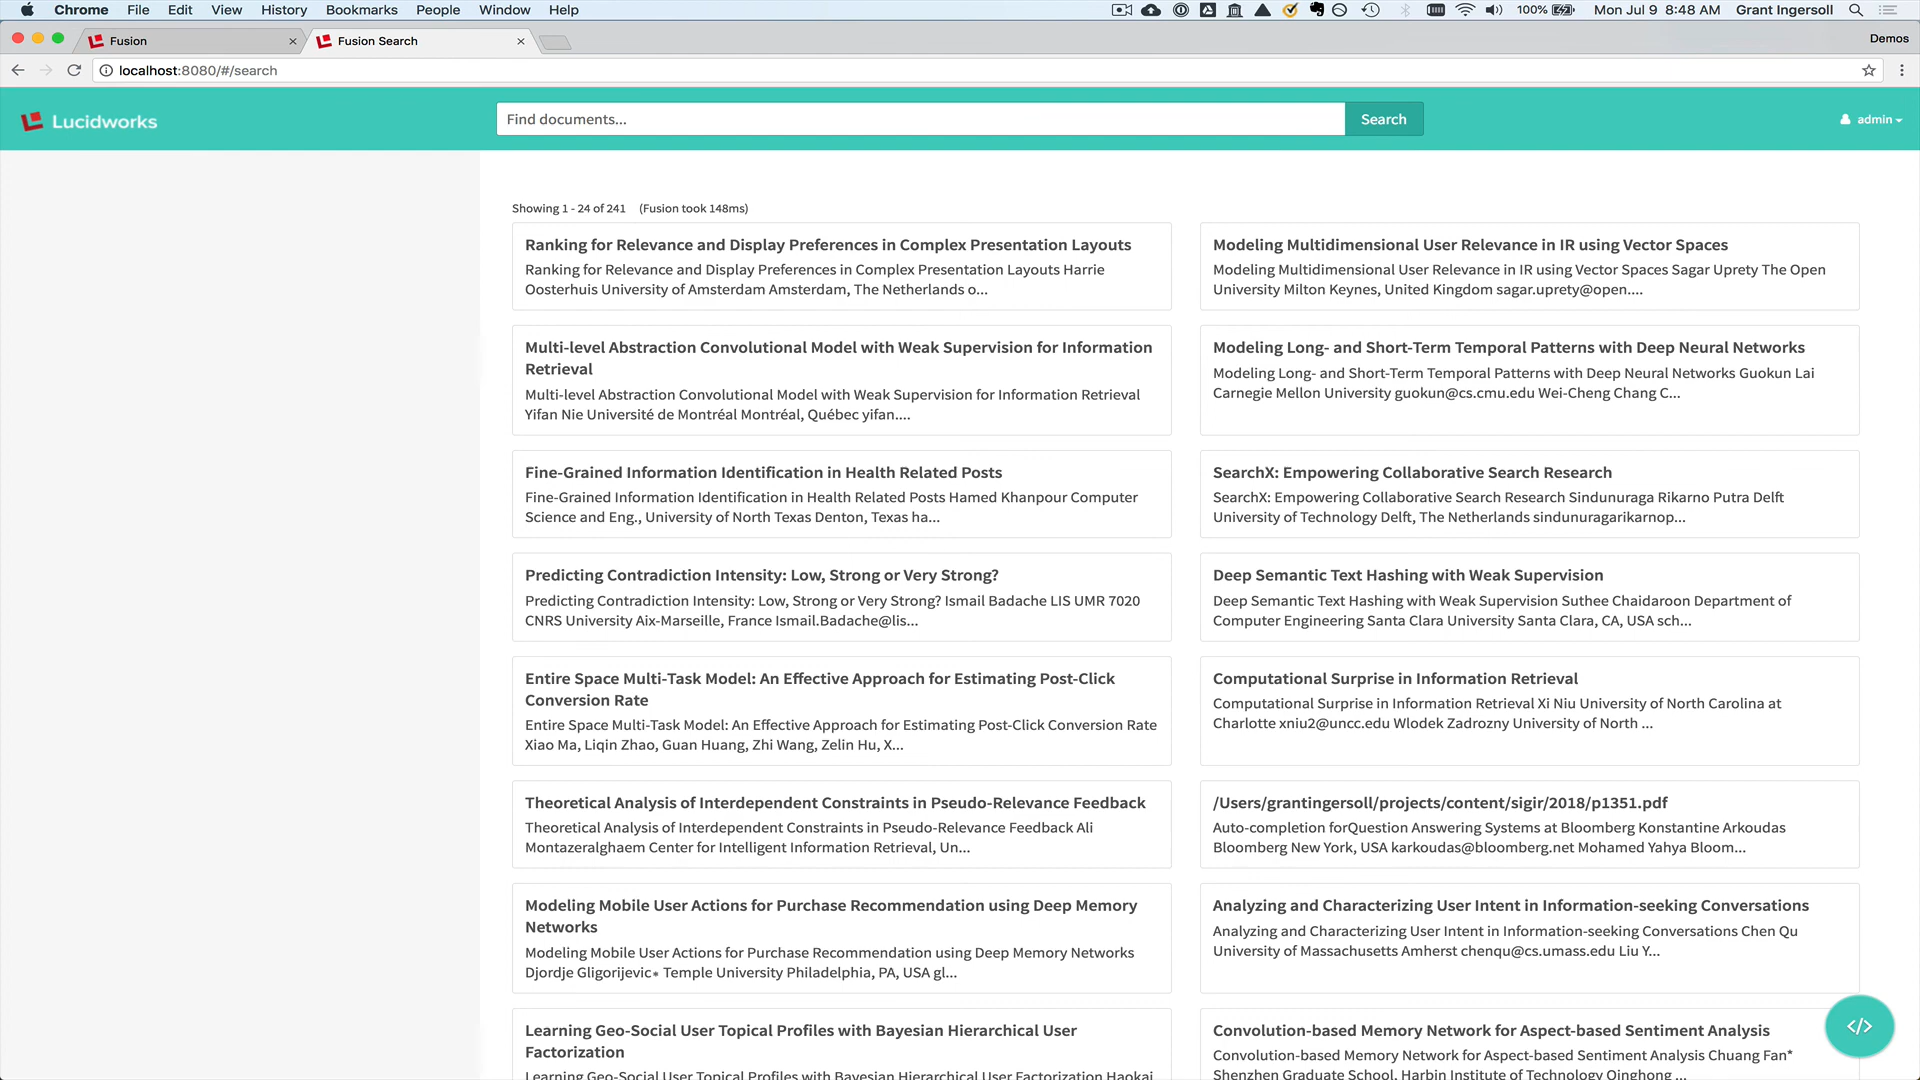 Chrome File Edit View History Bookmarks People Window Help 100% Mon Jul 9 8:48 AM Grant Ingersoll
Fusion Fusion Search Demos
localhost:8080/#/search
Lucidworks Find documents... Search admin
Showing 1 - 24 of 241 (Fusion took 148ms)
Ranking for Relevance and Display Preferences in Complex Presentation Layouts
Ranking for Relevance and Display Preferences in Complex Presentation Layouts Harrie
Oosterhuis University of Amsterdam Amsterdam, The Netherlands o...
Modeling Multidimensional User Relevance in IR using Vector Spaces
Modeling Multidimensional User Relevance in IR using Vector Spaces Sagar Uprety The Open
University Milton Keynes, United Kingdom sagar.uprety@open....
Multi-level Abstraction Convolutional Model with Weak Supervision for Information
Retrieval
Multi-level Abstraction Convolutional Model with Weak Supervision for Information Retrieval
Yifan Nie Université de Montréal Montréal, Québec yifan....
Modeling Long- and Short-Term Temporal Patterns with Deep Neural Networks
Modeling Long- and Short-Term Temporal Patterns with Deep Neural Networks Guokun Lai
Carnegie Mellon University guokun@cs.cmu.edu Wei-Cheng Chang C...
Fine-Grained Information Identification in Health Related Posts
Fine-Grained Information Identification in Health Related Posts Hamed Khanpour Computer
Science and Eng., University of North Texas Denton, Texas ha...
SearchX: Empowering Collaborative Search Research
SearchX: Empowering Collaborative Search Research Sindunuraga Rikarno Putra Delft
University of Technology Delft, The Netherlands sindunuragarikarnop...
Predicting Contradiction Intensity: Low, Strong or Very Strong?
Predicting Contradiction Intensity: Low, Strong or Very Strong? Ismail Badache LIS UMR 7020
CNRS University Aix-Marseille, France Ismail.Badache@lis...
Deep Semantic Text Hashing with Weak Supervision
Deep Semantic Text Hashing with Weak Supervision Suthee Chaidaroon Department of
Computer Engineering Santa Clara University Santa Clara, CA, USA sch...
Entire Space Multi-Task Model: An Effective Approach for Estimating Post-Click
Conversion Rate
Entire Space Multi-Task Model: An Effective Approach for Estimating Post-Click Conversion Rate
Xiao Ma, Liqin Zhao, Guan Huang, Zhi Wang, Zelin Hu, X...
Computational Surprise in Information Retrieval
Computational Surprise in Information Retrieval Xi Niu University of North Carolina at
Charlotte xniu2@uncc.edu Wlodek Zadrozny University of North ...
Theoretical Analysis of Interdependent Constraints in Pseudo-Relevance Feedback
Theoretical Analysis of Interdependent Constraints in Pseudo-Relevance Feedback Ali
Montazeralghaem Center for Intelligent Information Retrieval, Un...
/Users/grantingersoll/projects/content/sigir/2018/p1351.pdf
Auto-completion forQuestion Answering Systems at Bloomberg Konstantine Arkoudas
Bloomberg New York, USA karkoudas@bloomberg.net Mohamed Yahya Bloom...
Modeling Mobile User Actions for Purchase Recommendation using Deep Memory
Networks
Modeling Mobile User Actions for Purchase Recommendation using Deep Memory Networks
Djordje Gligorijevic* Temple University Philadelphia, PA, USA gl...
Analyzing and Characterizing User Intent in Information-seeking Conversations
Analyzing and Characterizing User Intent in Information-seeking Conversations Chen Qu
University of Massachusetts Amherst chenqu@cs.umass.edu Liu Y...
Learning Geo-Social User Topical Profiles with Bayesian Hierarchical User
Factorization
Learning Geo-Social User Topical Profiles with Bayesian Hierarchical User Factorization Haokai
Convolution-based Memory Network for Aspect-based Sentiment Analysis
Convolution-based Memory Network for Aspect-based Sentiment Analysis Chuang Fan*
Shenzhen Graduate School, Harbin Institute of Technology Qinghong ...